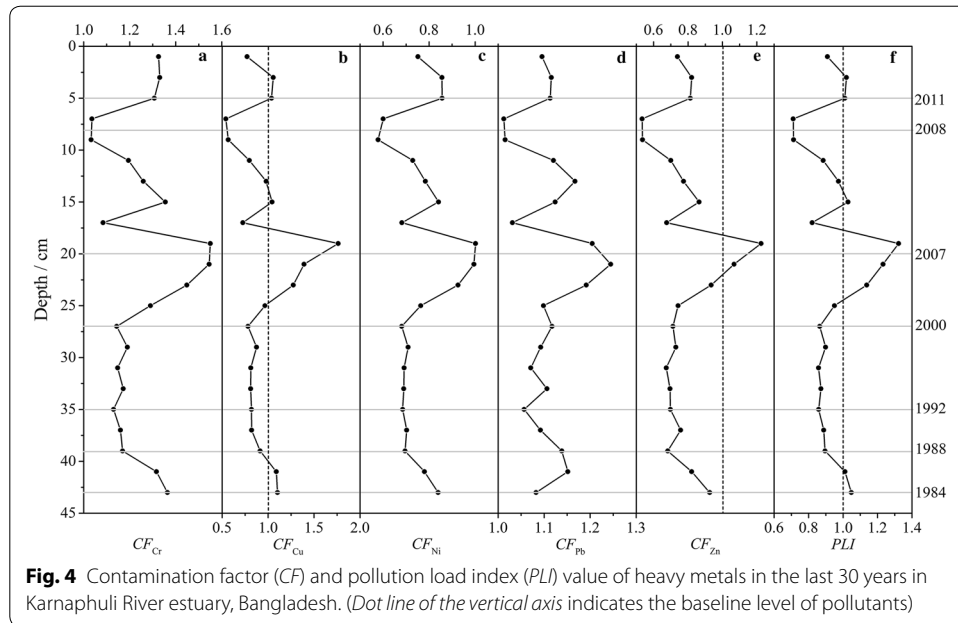 1.0 1.2 1.4 1.6 0.6 0.8 1.0 0.6 0.8 1.0 1.2
a b c d e f
0
5
10
15
20
25
30
35
40
45
Depth / cm
2011
2008
2007
2000
1992
1988
1984
0.5 1.0 1.5 2.0 1.0 1.1 1.2 1.3 0.6 0.8 1.0 1.2 1.4
CF_Cr CF_Cu CF_Ni CF_Pb CF_Zn PLI
Fig. 4 Contamination factor (CF) and pollution load index (PLI) value of heavy metals in the last 30 years in
Karnaphuli River estuary, Bangladesh. (Dot line of the vertical axis indicates the baseline level of pollutants)